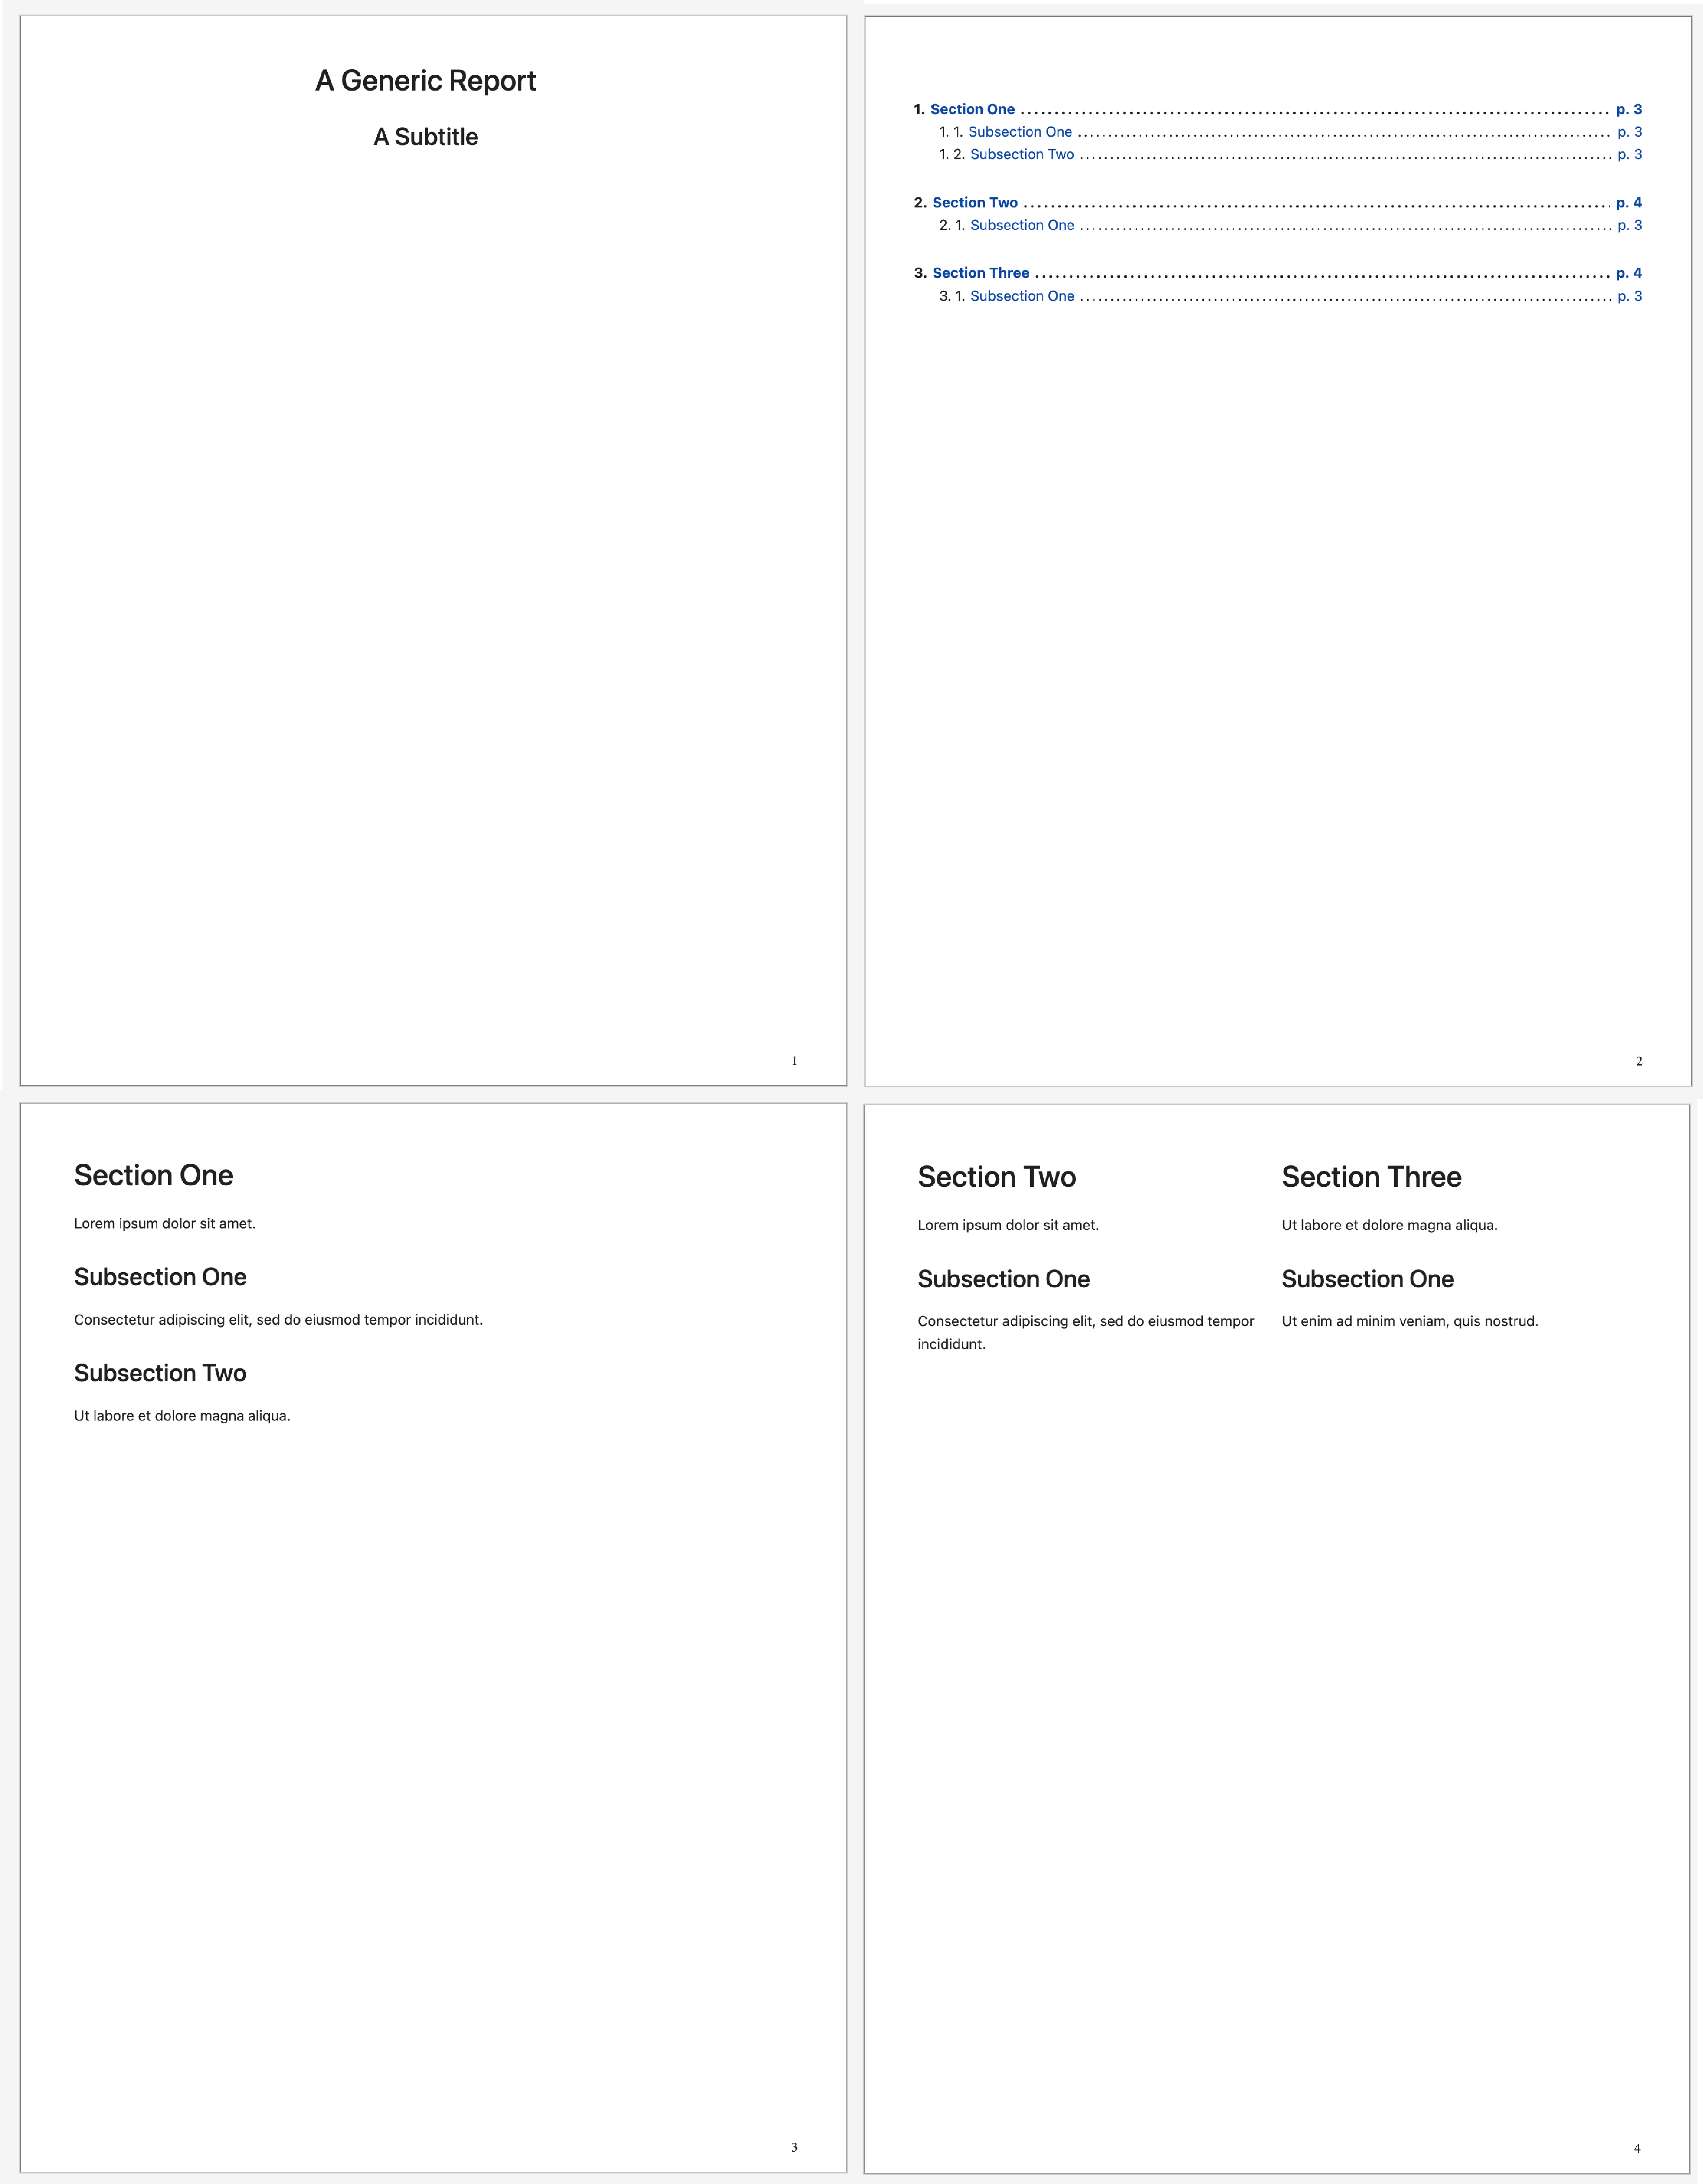 A Generic Report
A Subtitle
1
1. Section One ........................................ p. 3
1. 1. Subsection One ........................................ p. 3
1. 2. Subsection Two ........................................ p. 3
2. Section Two ........................................ p. 4
2. 1. Subsection One ........................................ p. 3
3. Section Three ........................................ p. 4
3. 1. Subsection One ........................................ p. 3
2
Section One
Lorem ipsum dolor sit amet.
Subsection One
Consectetur adipiscing elit, sed do eiusmod tempor incididunt.
Subsection Two
Ut labore et dolore magna aliqua.
3
Section Two
Lorem ipsum dolor sit amet.
Subsection One
Consectetur adipiscing elit, sed do eiusmod tempor
incididunt.
Section Three
Ut labore et dolore magna aliqua.
Subsection One
Ut enim ad minim veniam, quis nostrud.
4